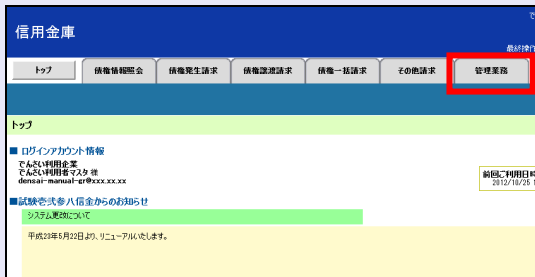 信用金庫
で
最終操作
トップ 債権情報照会 債権発生請求 債権譲渡請求 債権一括請求 その他請求 管理業務
トップ
■ ログインアカウント情報
でんさい利用企業
でんさい利用者マスタ 様
densai-manual-gr@xxx.xx.xx
前回ご利用日時
2012/10/25 1
■試験壱弐参八信金からのお知らせ
システム更改について
平成23年5月22日より、リニューアルいたします。